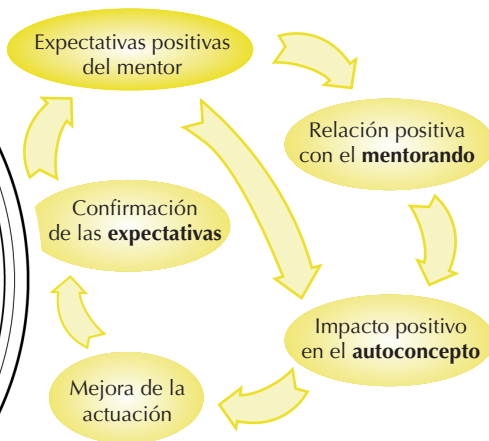 Expectativas positivas
del mentor
Relación positiva
con el mentorando
Confirmación
de las expectativas
Impacto positivo
en el autoconcepto
Mejora de la
actuación